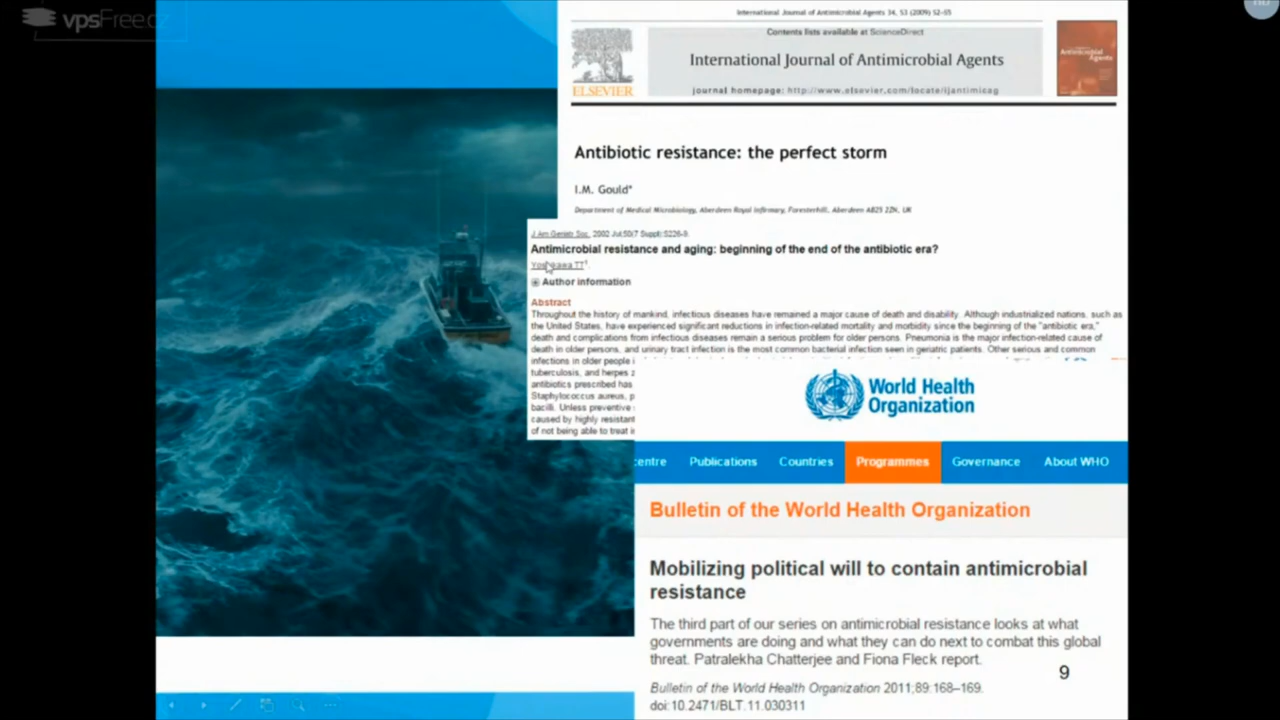 vpsFree.cz
International Journal of Antimicrobial Agents 34, S3 (2009) S2–S5
Contents lists available at ScienceDirect
International Journal of Antimicrobial Agents
ELSEVIER
journal homepage: http://www.elsevier.com/locate/ijantimicag
Antimicrobial
Agents
Antibiotic resistance: the perfect storm
I.M. Gould*
Department of Medical Microbiology, Aberdeen Royal Infirmary, Foresterhill, Aberdeen AB25 2ZN, UK
J Am Geriatr Soc. 2002 Jul;50(7 Suppl):S226-9.
Antimicrobial resistance and aging: beginning of the end of the antibiotic era?
Author information
Abstract
Throughout the history of mankind, infectious diseases have remained a major cause of death and disability. Although industrialized nations, such as
the United States, have experienced significant reductions in infection-related mortality and morbidity since the beginning of the "antibiotic era,"
death and complications from infectious diseases remain a serious problem for older persons. Pneumonia is the major infection-related cause of
death in older persons, and urinary tract infection is the most common bacterial infection seen in geriatric patients. Other serious and common
infections in older people i
tuberculosis, and herpes z
antibiotics prescribed has
Staphylococcus aureus, p
bacilli. Unless preventive
caused by highly resistant
of not being able to treat i
World Health
Organization
centre Publications Countries Programmes Governance About WHO
Bulletin of the World Health Organization
Mobilizing political will to contain antimicrobial
resistance
The third part of our series on antimicrobial resistance looks at what
governments are doing and what they can do next to combat this global
threat. Patralekha Chatterjee and Fiona Fleck report.
9
Bulletin of the World Health Organization 2011;89:168–169.
doi:10.2471/BLT.11.030311